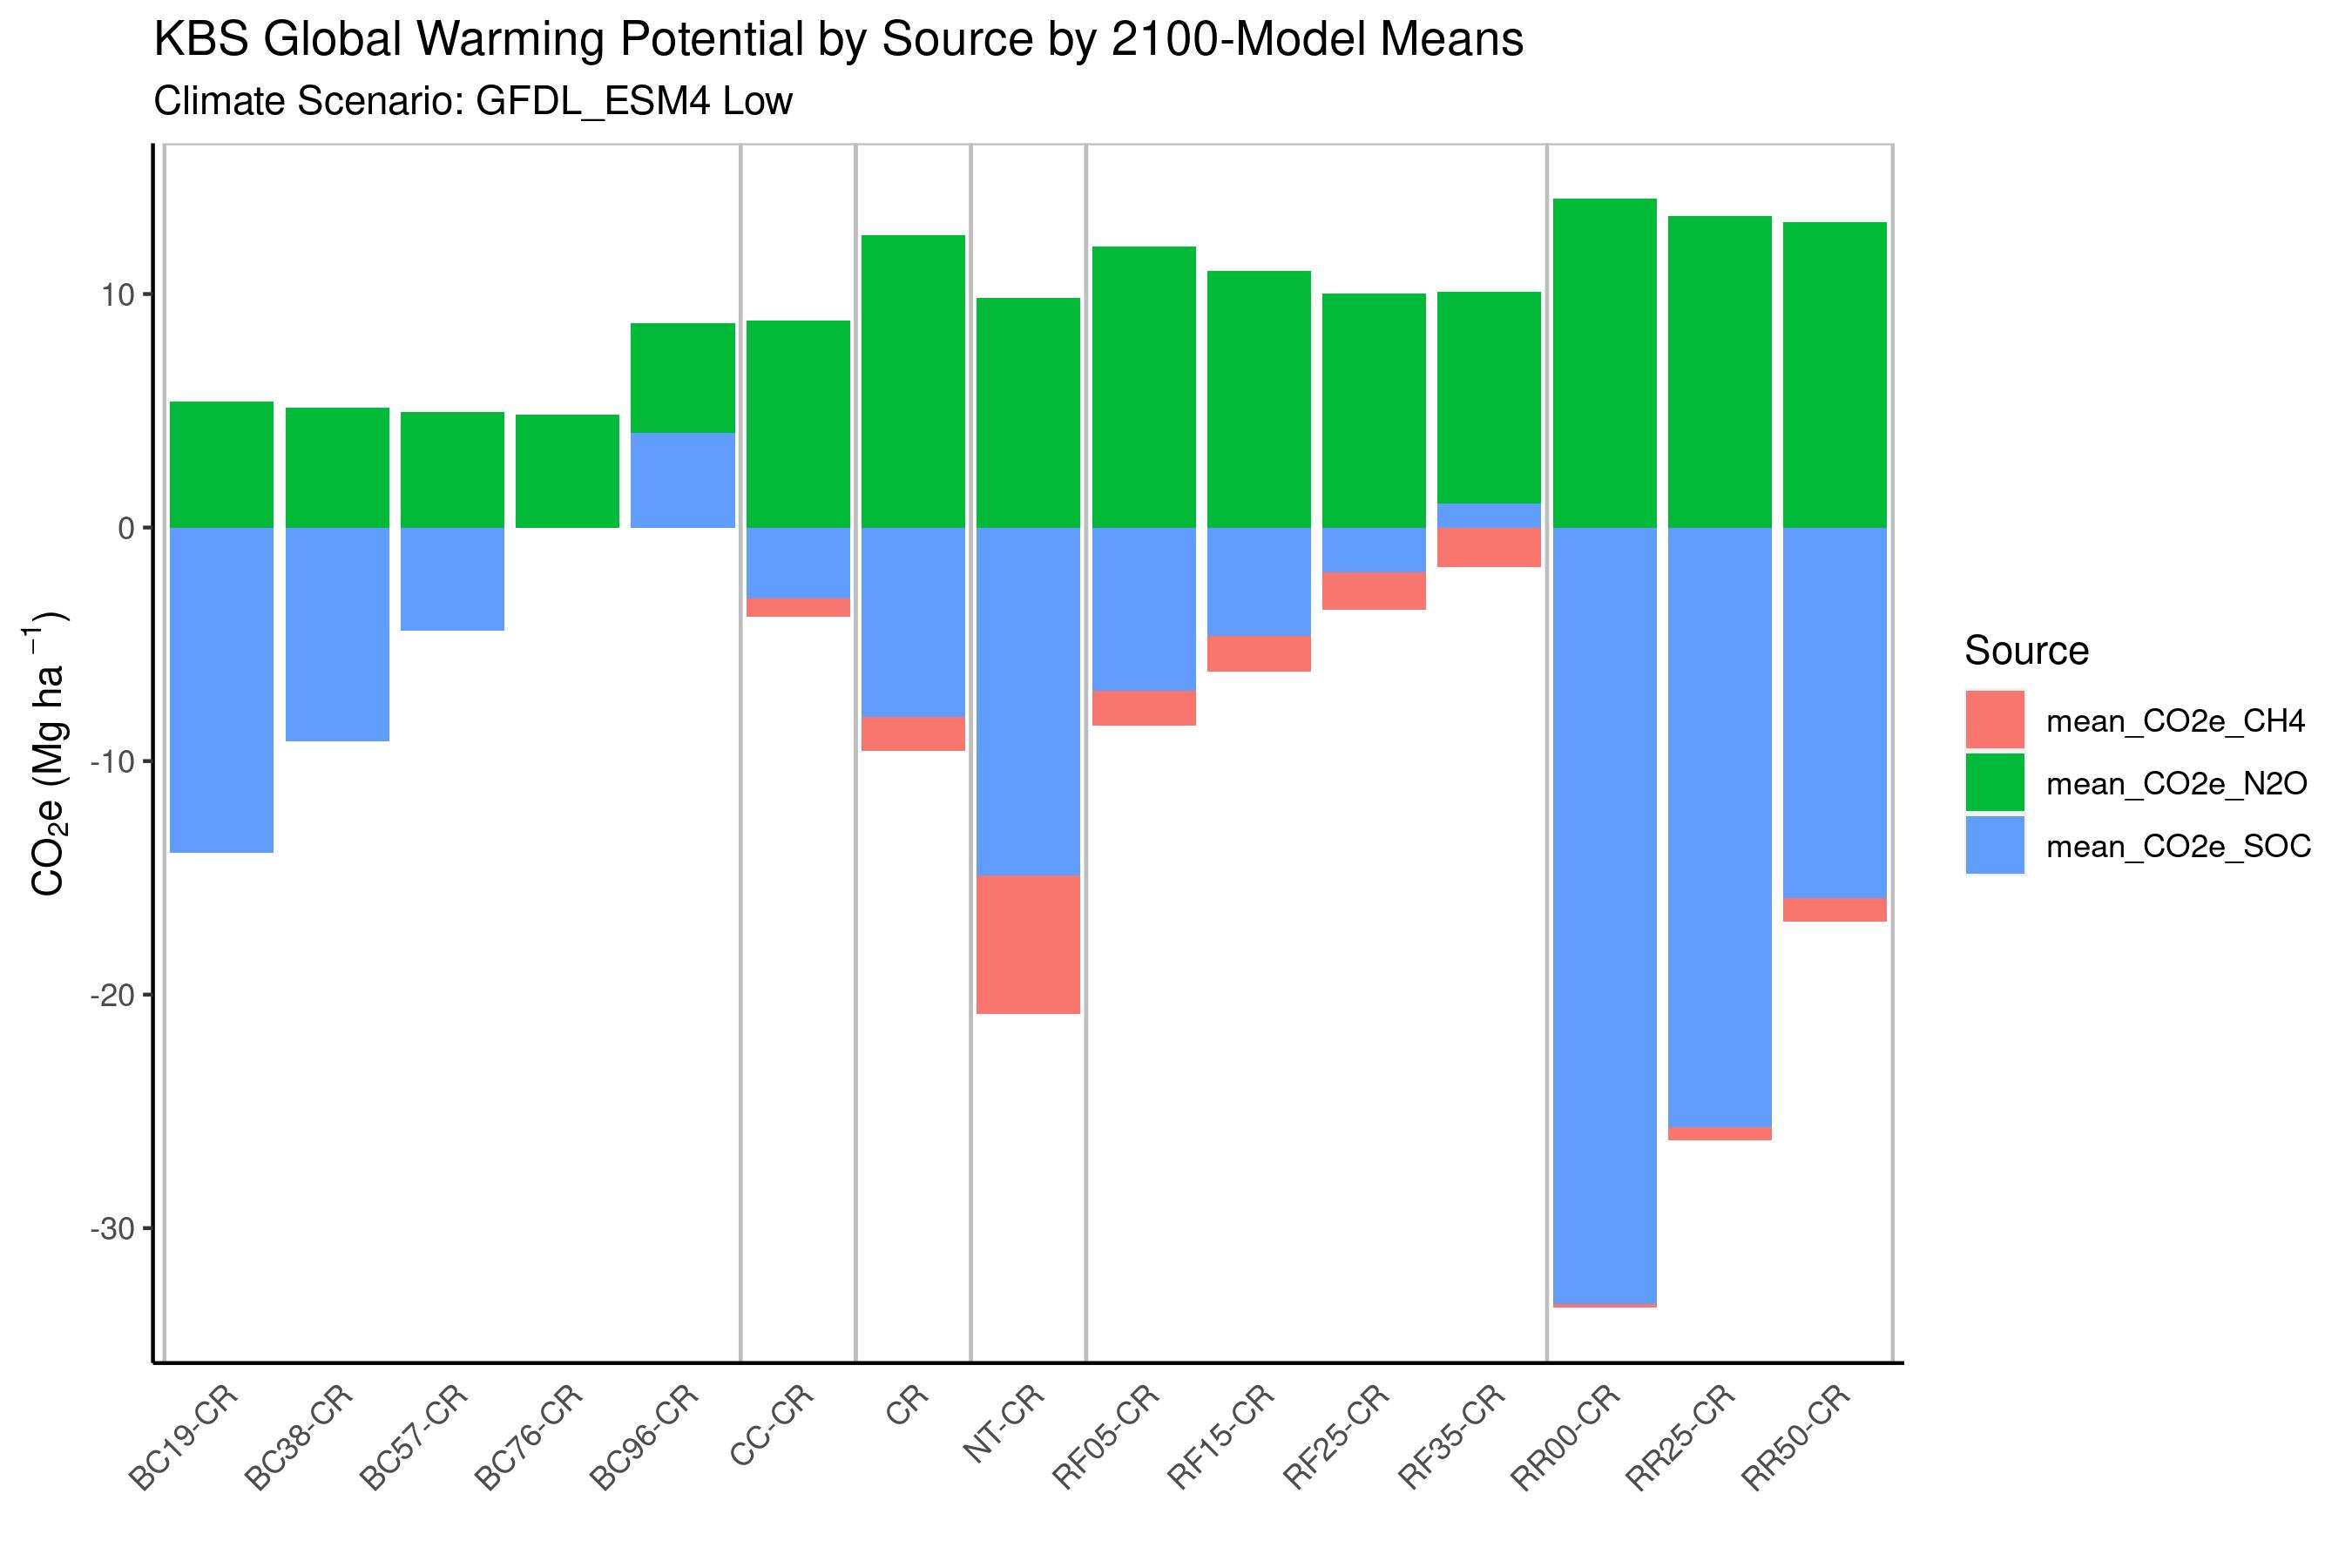 KBS Global Warming Potential by Source by 2100-Model Means
Climate Scenario: GFDL_ESM4 Low
CO₂e (Mg ha ⁻¹)
10
0
-10
-20
-30
BC19-CR
BC38-CR
BC57-CR
BC76-CR
BC96-CR
CC-CR
CR
NT-CR
RF05-CR
RF15-CR
RF25-CR
RF35-CR
RR00-CR
RR25-CR
RR50-CR
Source
mean_CO2e_CH4
mean_CO2e_N2O
mean_CO2e_SOC